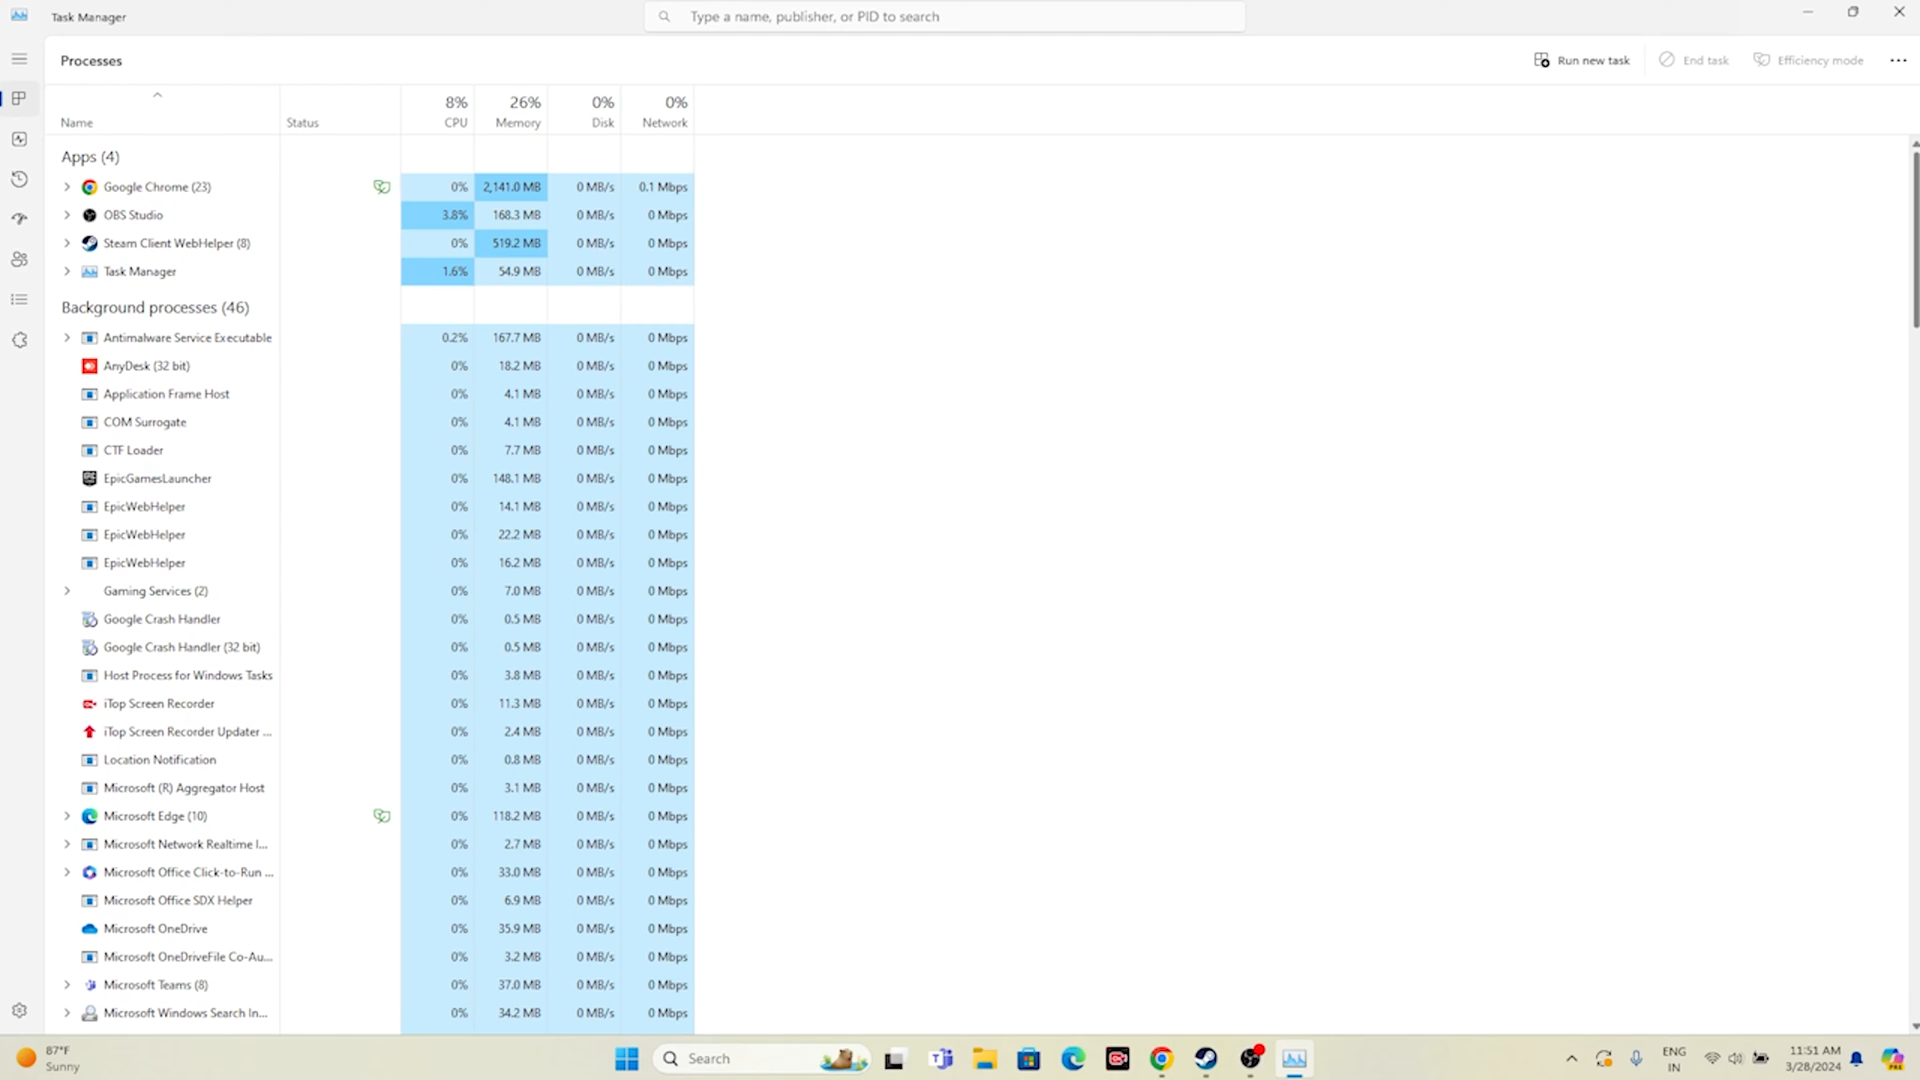 Task Manager
Type a name, publisher, or PID to search
Processes
Run new task
End task
Efficiency mode
Name Status 8% CPU 26% Memory 0% Disk 0% Network
Apps (4)
Google Chrome (23) 0% 2,141.0 MB 0 MB/s 0.1 Mbps
OBS Studio 3.8% 168.3 MB 0 MB/s 0 Mbps
Steam Client WebHelper (8) 0% 519.2 MB 0 MB/s 0 Mbps
Task Manager 1.6% 54.9 MB 0 MB/s 0 Mbps
Background processes (46)
Antimalware Service Executable 0.2% 167.7 MB 0 MB/s 0 Mbps
AnyDesk (32 bit) 0% 18.2 MB 0 MB/s 0 Mbps
Application Frame Host 0% 4.1 MB 0 MB/s 0 Mbps
COM Surrogate 0% 4.1 MB 0 MB/s 0 Mbps
CTF Loader 0% 7.7 MB 0 MB/s 0 Mbps
EpicGamesLauncher 0% 148.1 MB 0 MB/s 0 Mbps
EpicWebHelper 0% 14.1 MB 0 MB/s 0 Mbps
EpicWebHelper 0% 22.2 MB 0 MB/s 0 Mbps
EpicWebHelper 0% 16.2 MB 0 MB/s 0 Mbps
Gaming Services (2) 0% 7.0 MB 0 MB/s 0 Mbps
Google Crash Handler 0% 0.5 MB 0 MB/s 0 Mbps
Google Crash Handler (32 bit) 0% 0.5 MB 0 MB/s 0 Mbps
Host Process for Windows Tasks 0% 3.8 MB 0 MB/s 0 Mbps
iTop Screen Recorder 0% 11.3 MB 0 MB/s 0 Mbps
iTop Screen Recorder Updater ... 0% 2.4 MB 0 MB/s 0 Mbps
Location Notification 0% 0.8 MB 0 MB/s 0 Mbps
Microsoft (R) Aggregator Host 0% 3.1 MB 0 MB/s 0 Mbps
Microsoft Edge (10) 0% 118.2 MB 0 MB/s 0 Mbps
Microsoft Network Realtime I... 0% 2.7 MB 0 MB/s 0 Mbps
Microsoft Office Click-to-Run ... 0% 33.0 MB 0 MB/s 0 Mbps
Microsoft Office SDX Helper 0% 6.9 MB 0 MB/s 0 Mbps
Microsoft OneDrive 0% 35.9 MB 0 MB/s 0 Mbps
Microsoft OneDriveFile Co-Au... 0% 3.2 MB 0 MB/s 0 Mbps
Microsoft Teams (8) 0% 37.0 MB 0 MB/s 0 Mbps
Microsoft Windows Search In... 0% 34.2 MB 0 MB/s 0 Mbps
87°F
Sunny
Search
ENG
IN
11:51 AM
3/28/2024
PRE